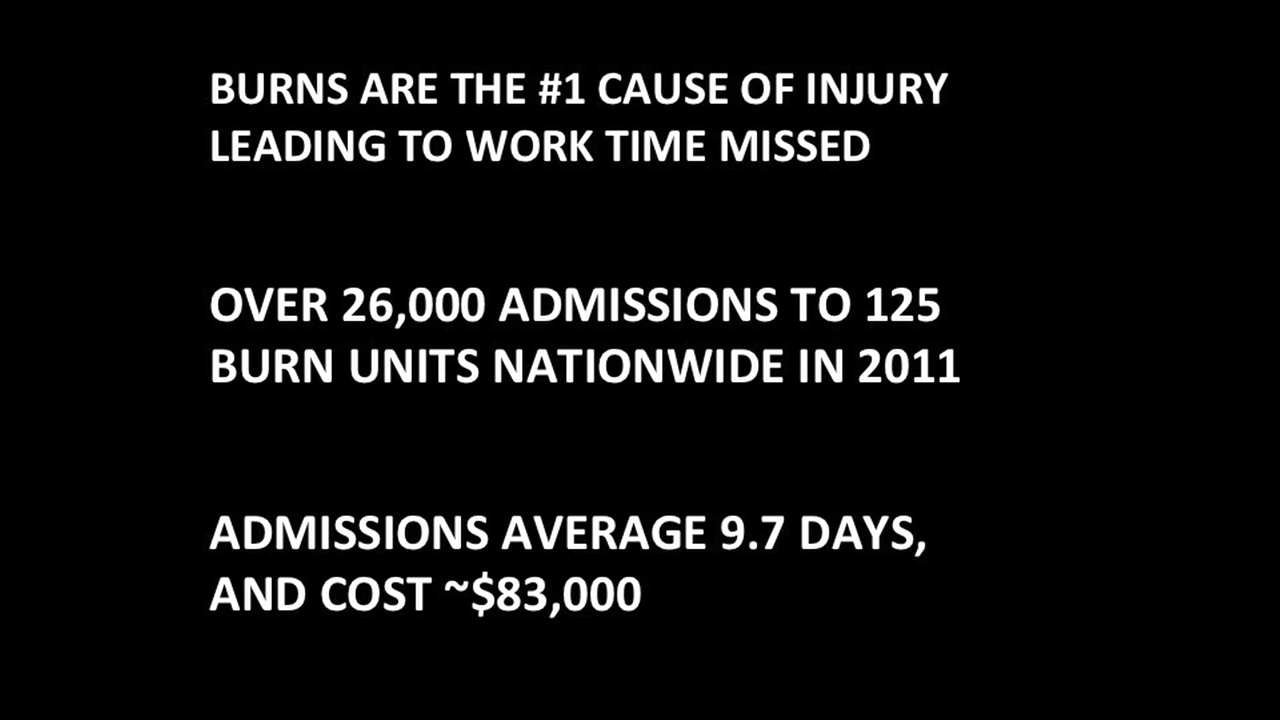 BURNS ARE THE #1 CAUSE OF INJURY
LEADING TO WORK TIME MISSED
OVER 26,000 ADMISSIONS TO 125
BURN UNITS NATIONWIDE IN 2011
ADMISSIONS AVERAGE 9.7 DAYS,
AND COST ~$83,000